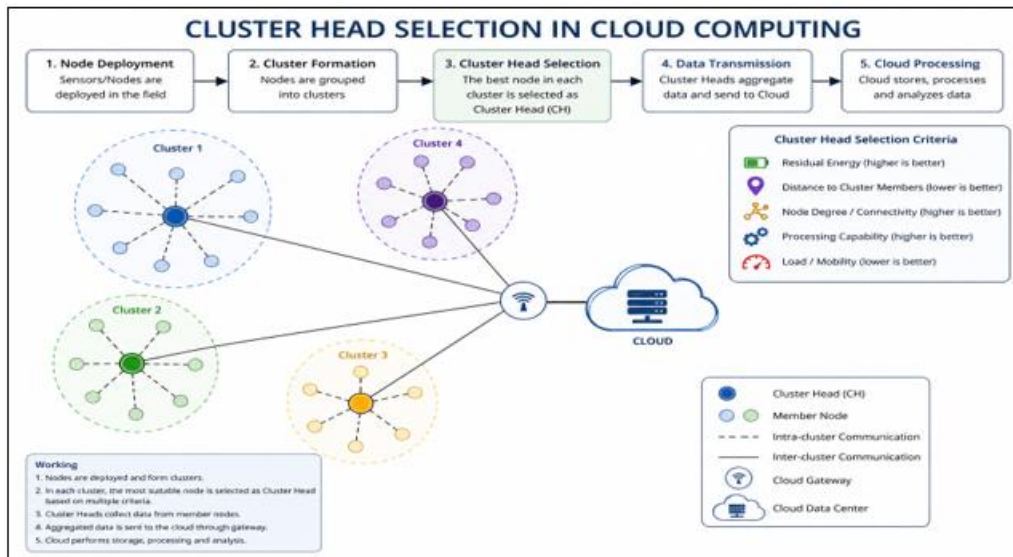 CLUSTER HEAD SELECTION IN CLOUD COMPUTING
1. Node Deployment
Sensors/Nodes are
deployed in the field
2. Cluster Formation
Nodes are grouped
into clusters
3. Cluster Head Selection
The best node in each
cluster is selected as
Cluster Head (CH)
4. Data Transmission
Cluster Heads aggregate
data and send to Cloud
5. Cloud Processing
Cloud stores, processes
and analyzes data
Cluster 1
Cluster 4
Cluster Head Selection Criteria
Residual Energy (higher is better)
Distance to Cluster Members (lower is better)
Node Degree / Connectivity (higher is better)
Processing Capability (higher is better)
Load / Mobility (lower is better)
Cluster 2
Cluster 3
CLOUD
Cluster Head (CH)
Member Node
Intra-cluster Communication
Inter-cluster Communication
Cloud Gateway
Cloud Data Center
Working
1. Nodes are deployed and form clusters.
2. In each cluster, the most suitable node is selected as Cluster Head
based on multiple criteria.
3. Cluster Heads collect data from member nodes.
4. Aggregated data is sent to the cloud through gateway.
5. Cloud performs storage, processing and analysis.